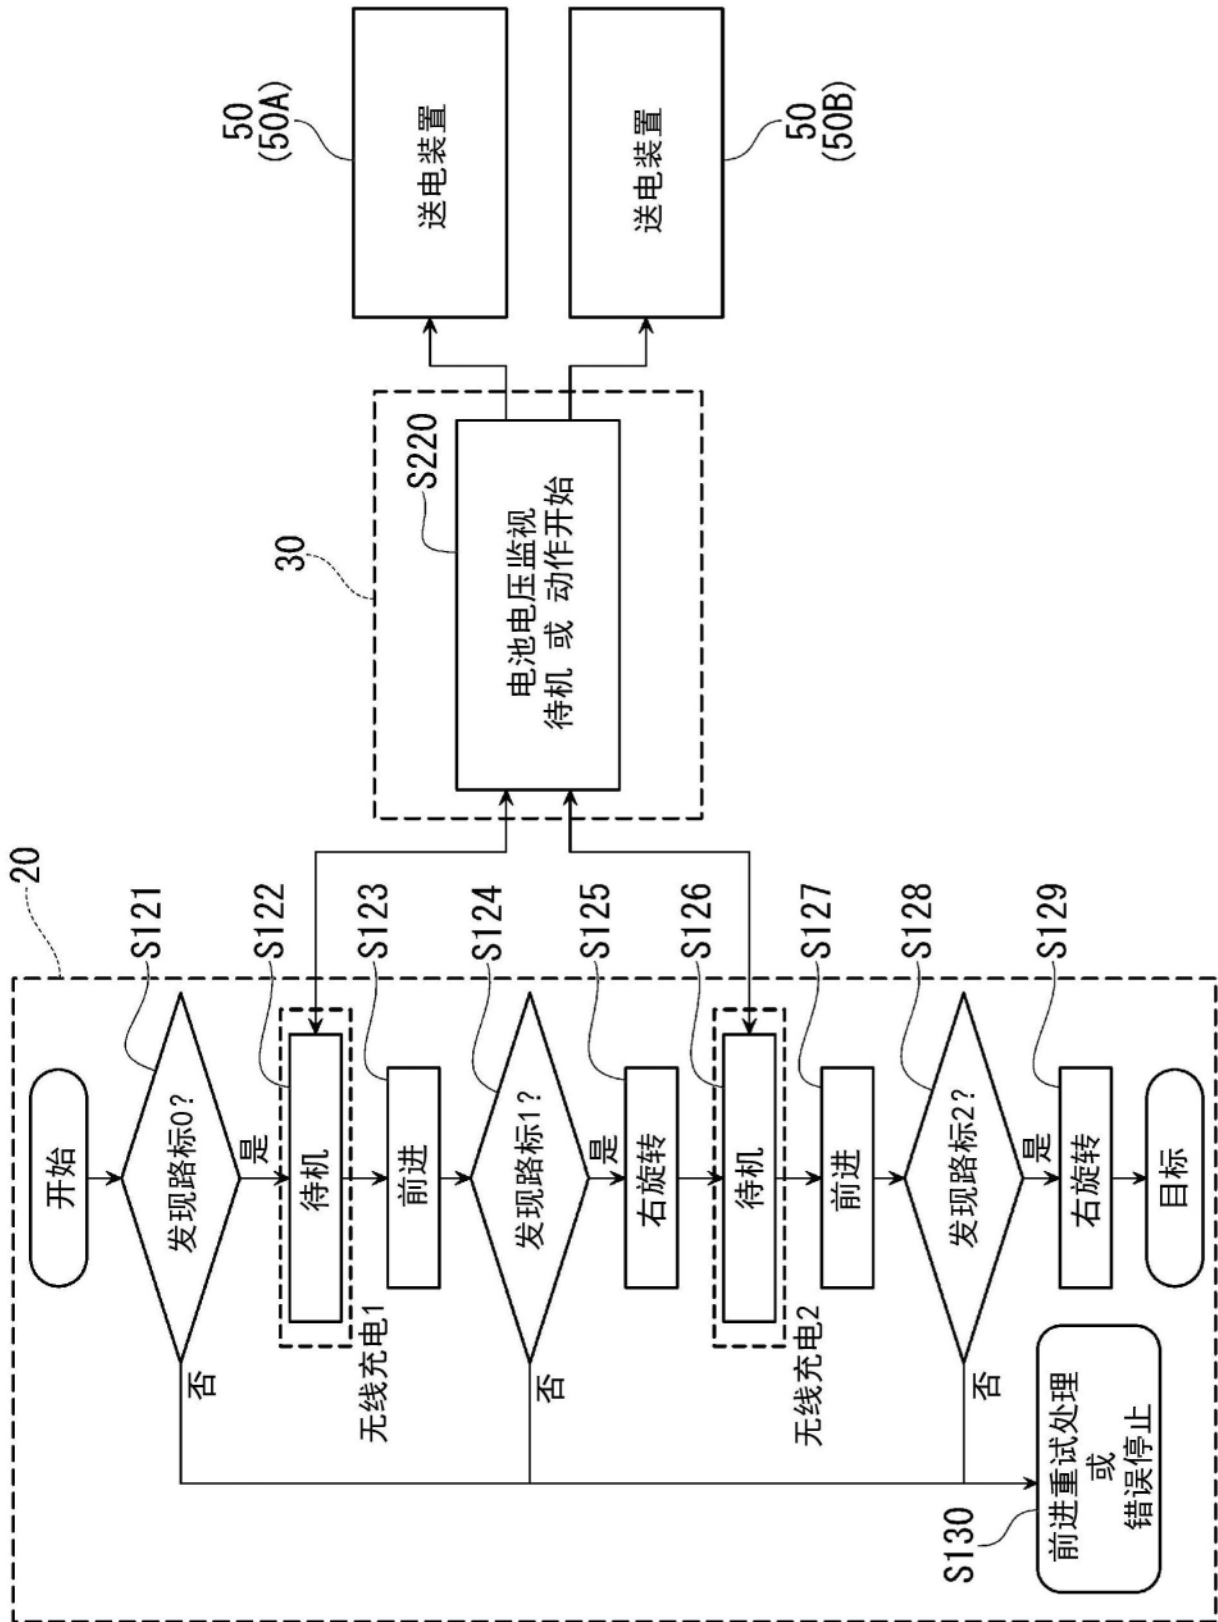 20
开始
S121
发现路标0?
是
否
S122
待机
无线充电1
S123
前进
S124
发现路标1?
是
否
S125
右旋转
S126
待机
无线充电2
S127
前进
S128
发现路标2?
是
否
S129
右旋转
目标
S130
前进重试处理
或
错误停止
30
S220
电池电压监视
待机 或 动作开始
50
(50A)
送电装置
送电装置
50
(50B)